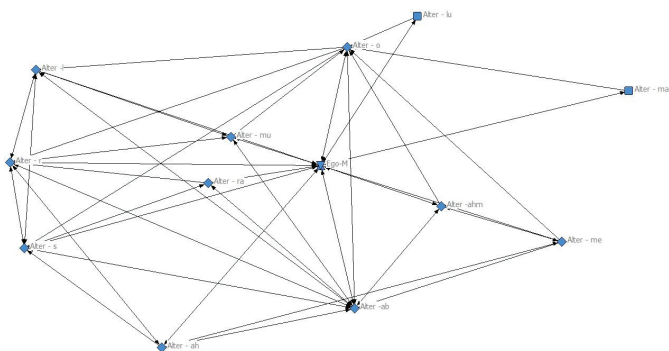 Alter - lu
Alter - o
Alter - i
Alter - ma
Alter - mu
Alter - r
Ego-M
Alter - ra
Alter -ahm
Alter - me
Alter - s
Alter -ab
Alter - ah